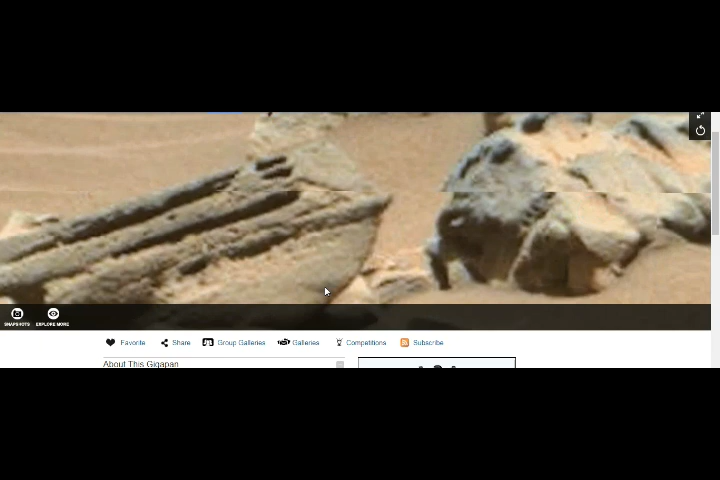 SNAPSHOTS EXPLORE MORE
Favorite Share Group Galleries Galleries Competitions Subscribe
About This Gigapan